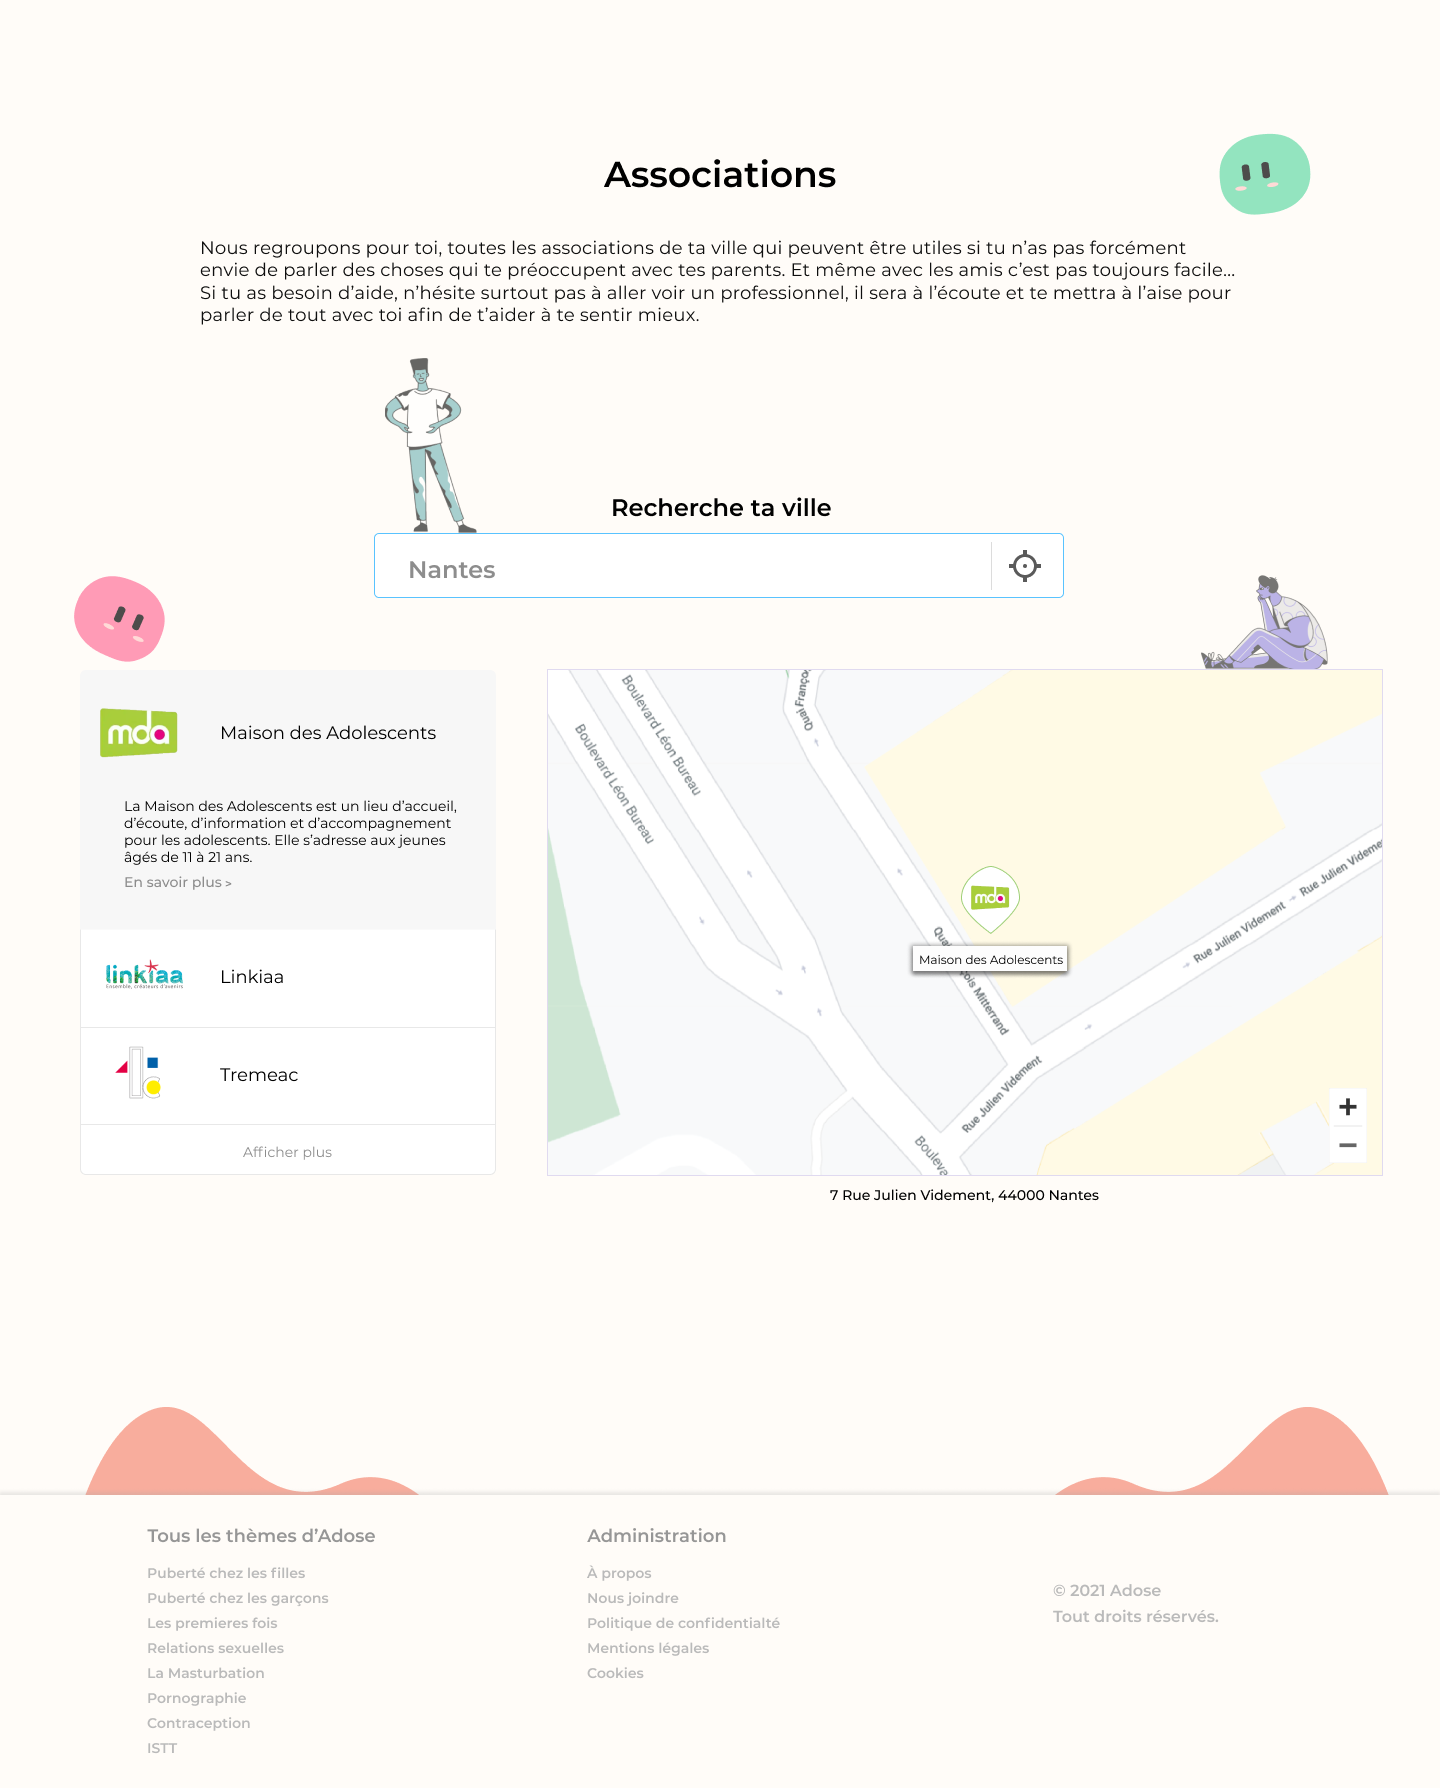 Associations
Nous regroupons pour toi, toutes les associations de ta ville qui peuvent être utiles si tu n’as pas forcément
envie de parler des choses qui te préoccupent avec tes parents. Et même avec les amis c’est pas toujours facile...
Si tu as besoin d’aide, n’hésite surtout pas à aller voir un professionnel, il sera à l’écoute et te mettra à l’aise pour
parler de tout avec toi afin de t’aider à te sentir mieux.
Recherche ta ville
Nantes
mda
Maison des Adolescents
La Maison des Adolescents est un lieu d’accueil,
d’écoute, d’information et d’accompagnement
pour les adolescents. Elle s’adresse aux jeunes
âgés de 11 à 21 ans.
En savoir plus >
linkiaa
Ensemble, créateurs d'avenirs
Linkiaa
Tremeac
Afficher plus
Boulevard Léon Bureau
Boulevard Léon Bureau
Quai Franço
mda
Maison des Adolescents
Quai
ois Mitterrand
Rue Julien Videment
Rue Julien Videme
Rue Julien Videment
Bouleva
+
−
7 Rue Julien Videment, 44000 Nantes
Tous les thèmes d’Adose
Puberté chez les filles
Puberté chez les garçons
Les premieres fois
Relations sexuelles
La Masturbation
Pornographie
Contraception
ISTT
Administration
À propos
Nous joindre
Politique de confidentialté
Mentions légales
Cookies
© 2021 Adose
Tout droits réservés.